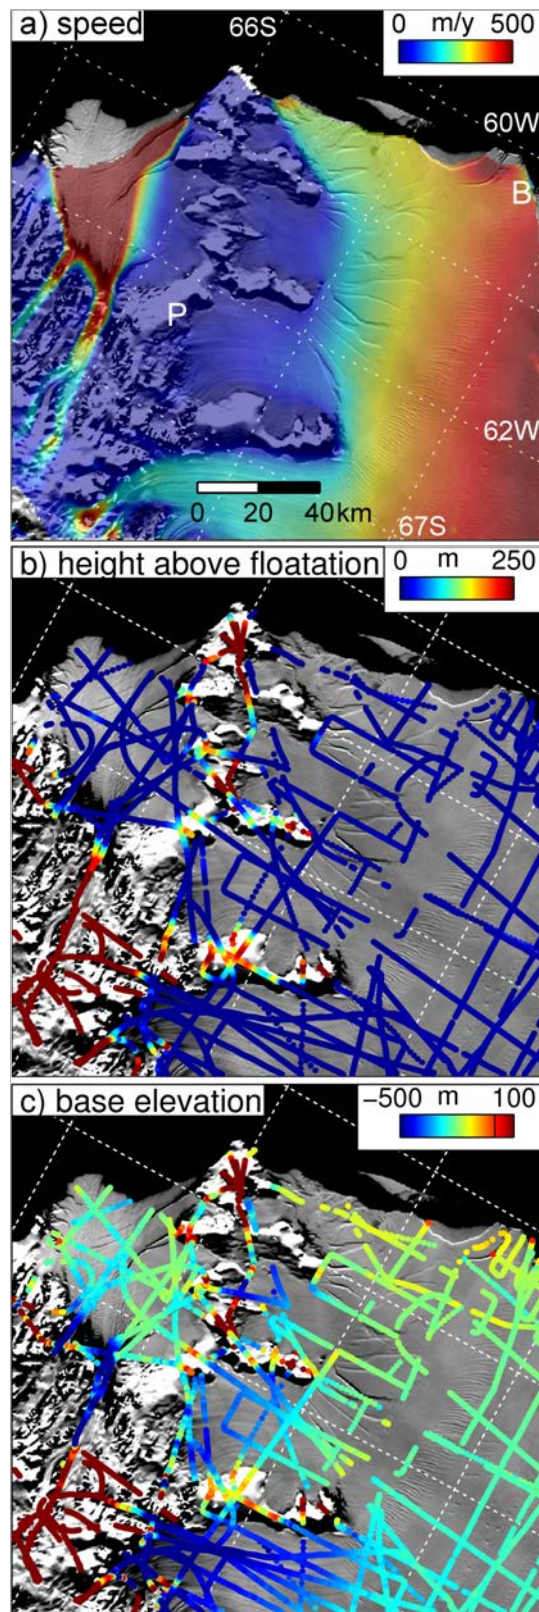 a) speed
0 m/y 500
66S
60W
B
P
62W
0 20 40km
67S
b) height above floatation
0 m 250
c) base elevation
−500 m 100